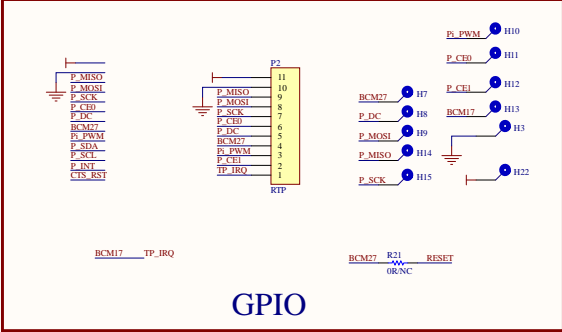 P_MISO
P_MOSI
P_SCK
P_CE0
P_DC
BCM27
Pi_PWM
P_SDA
P_SCL
P_INT
CTS_RST
P2
11
10
P_MISO 9
P_MOSI 8
P_SCK 7
P_CE0 6
P_DC 5
BCM27 4
Pi_PWM 3
P_CE1 2
TP_IRQ 1
RTP
BCM27 H7
P_DC H8
P_MOSI H9
P_MISO H14
P_SCK H15
Pi_PWM H10
P_CE0 H11
P_CE1 H12
BCM17 H13
H3
H22
BCM17 TP_IRQ
BCM27 R21 RESET
0R/NC
GPIO